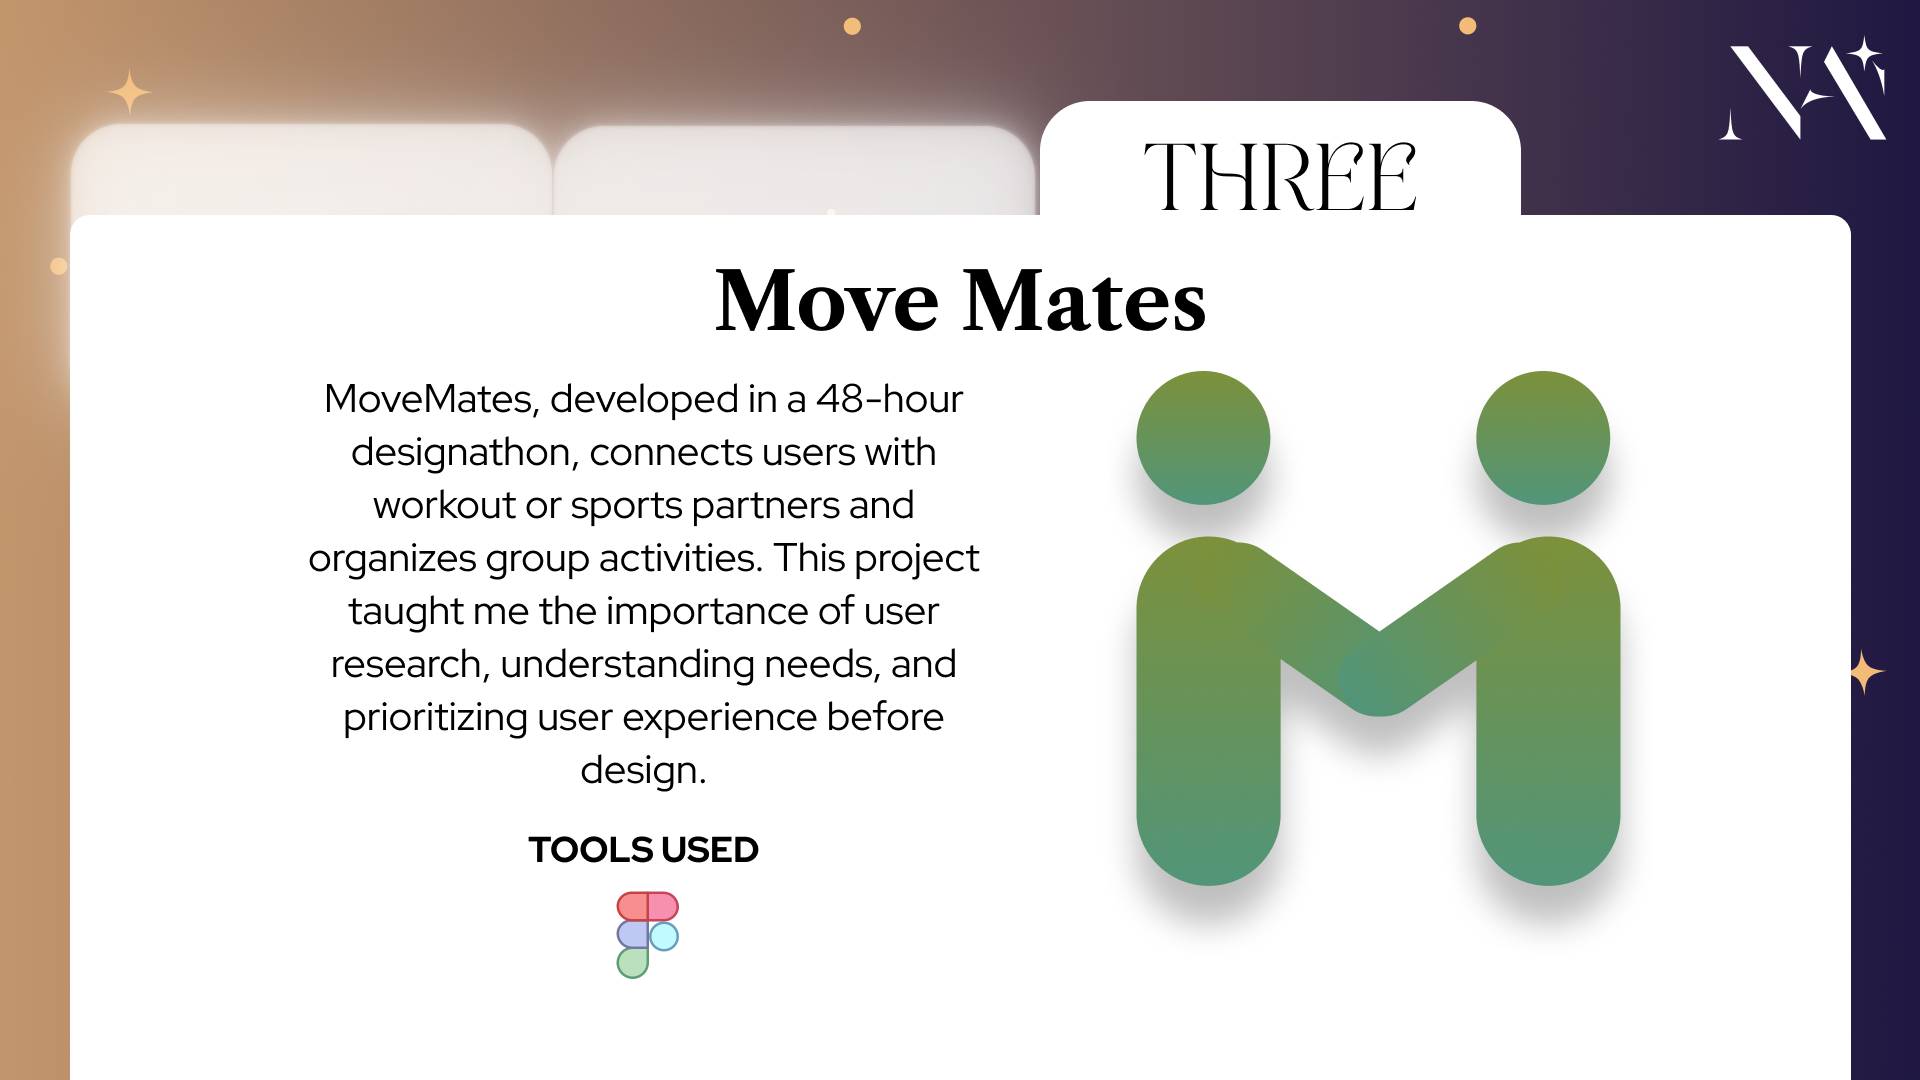 NA
THREE
Move Mates
MoveMates, developed in a 48-hour
designathon, connects users with
workout or sports partners and
organizes group activities. This project
taught me the importance of user
research, understanding needs, and
prioritizing user experience before
design.
TOOLS USED